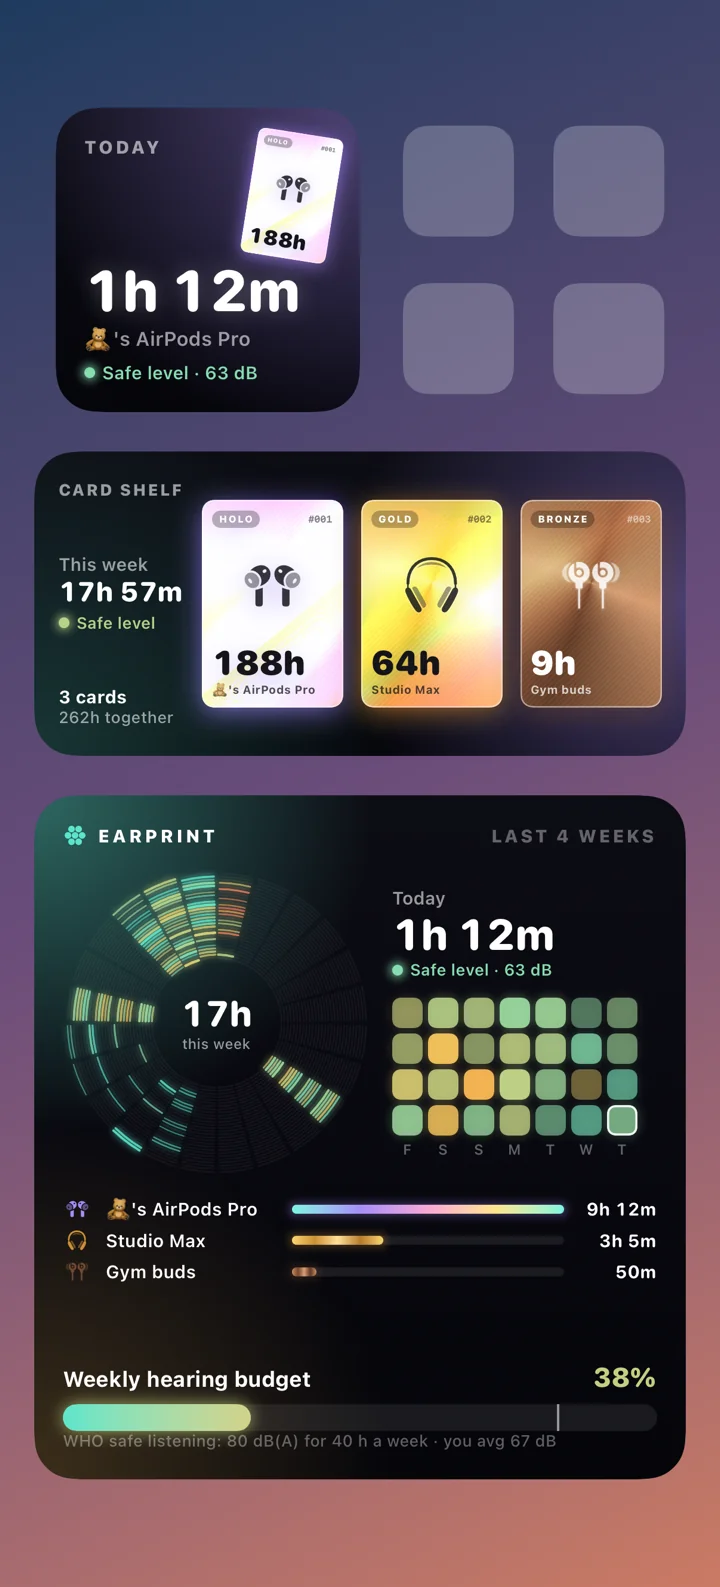 TODAY
HOLO
#001
188h
1h 12m
🧸's AirPods Pro
Safe level · 63 dB
CARD SHELF
This week
17h 57m
Safe level
3 cards
262h together
HOLO #001
188h
🧸's AirPods Pro
GOLD #002
64h
Studio Max
BRONZE #003
9h
Gym buds
EARPRINT
LAST 4 WEEKS
17h
this week
Today
1h 12m
Safe level · 63 dB
F S S M T W T
🧸's AirPods Pro 9h 12m
Studio Max 3h 5m
Gym buds 50m
Weekly hearing budget 38%
WHO safe listening: 80 dB(A) for 40 h a week · you avg 67 dB